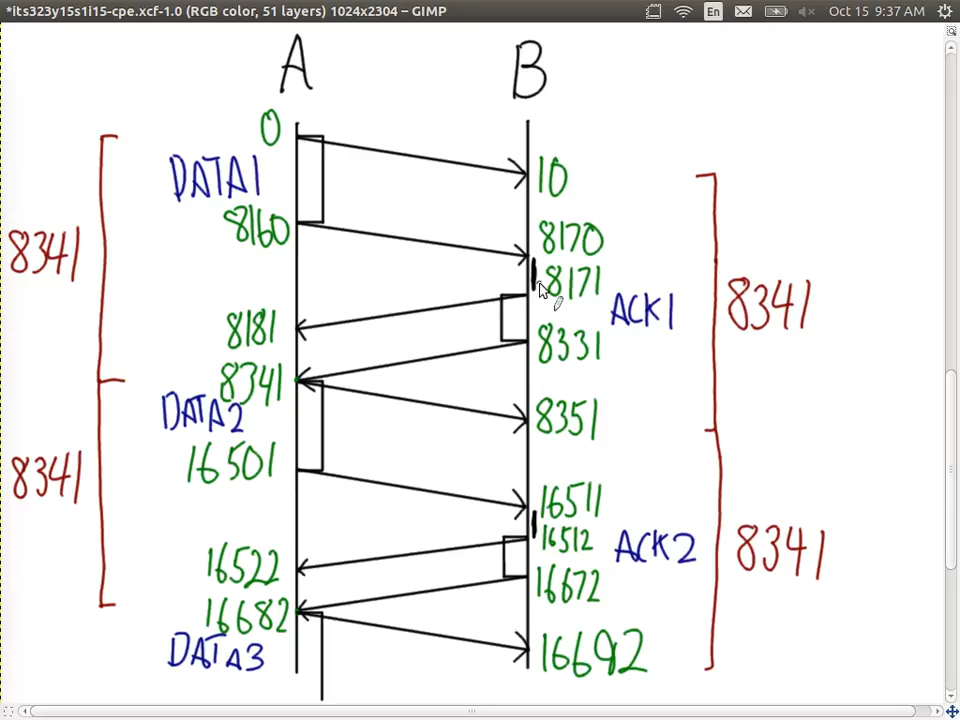 *its323y15s1i15-cpe.xcf-1.0 (RGB color, 51 layers) 1024x2304 – GIMP
En
Oct 15 9:37 AM
A B
0
DATA1
10
8160
8170
8341
8171
ACK1
8341
8181
8331
8341
DATA2
8351
16501
8341
16511
16512
ACK2
8341
16522
16672
16682
DATA3
16692